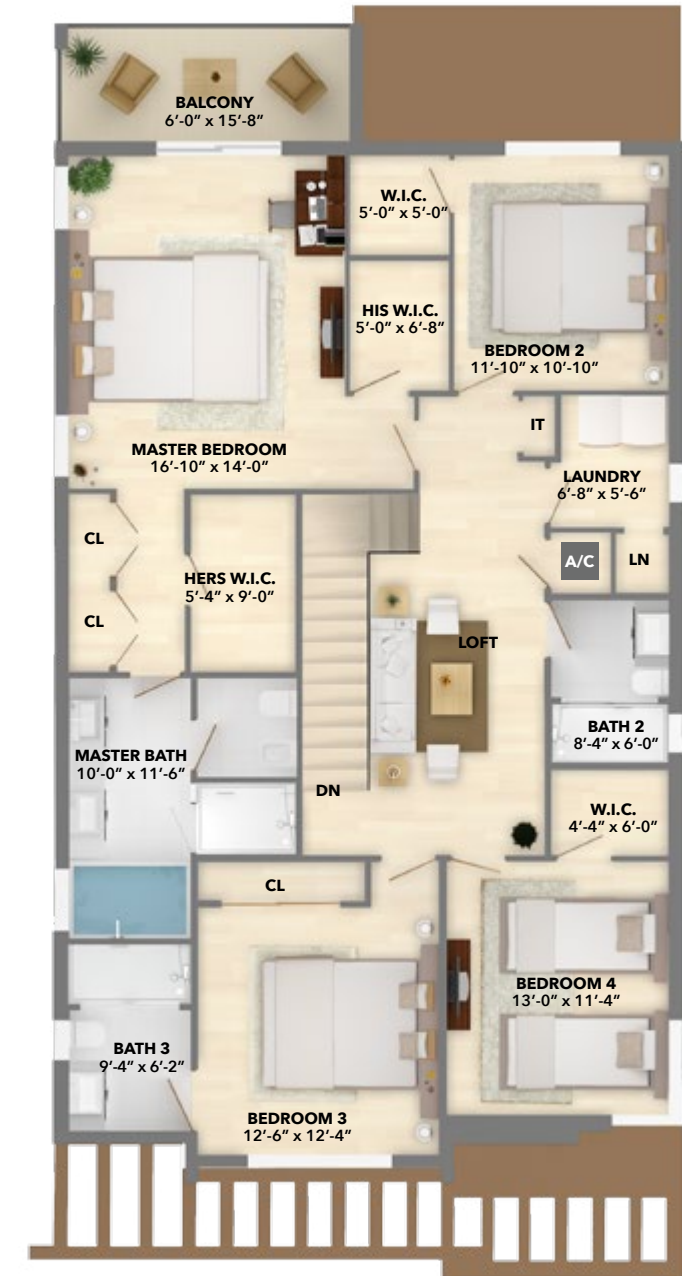 BALCONY
6′-0″ x 15′-8″
W.I.C.
5′-0″ x 5′-0″
HIS W.I.C.
5′-0″ x 6′-8″
BEDROOM 2
11′-10″ x 10′-10″
MASTER BEDROOM
16′-10″ x 14′-0″
IT
LAUNDRY
6′-8″ x 5′-6″
CL
HERS W.I.C.
5′-4″ x 9′-0″
A/C
LN
CL
LOFT
BATH 2
8′-4″ x 6′-0″
MASTER BATH
10′-0″ x 11′-6″
DN
W.I.C.
4′-4″ x 6′-0″
CL
BEDROOM 4
13′-0″ x 11′-4″
BATH 3
9′-4″ x 6′-2″
BEDROOM 3
12′-6″ x 12′-4″